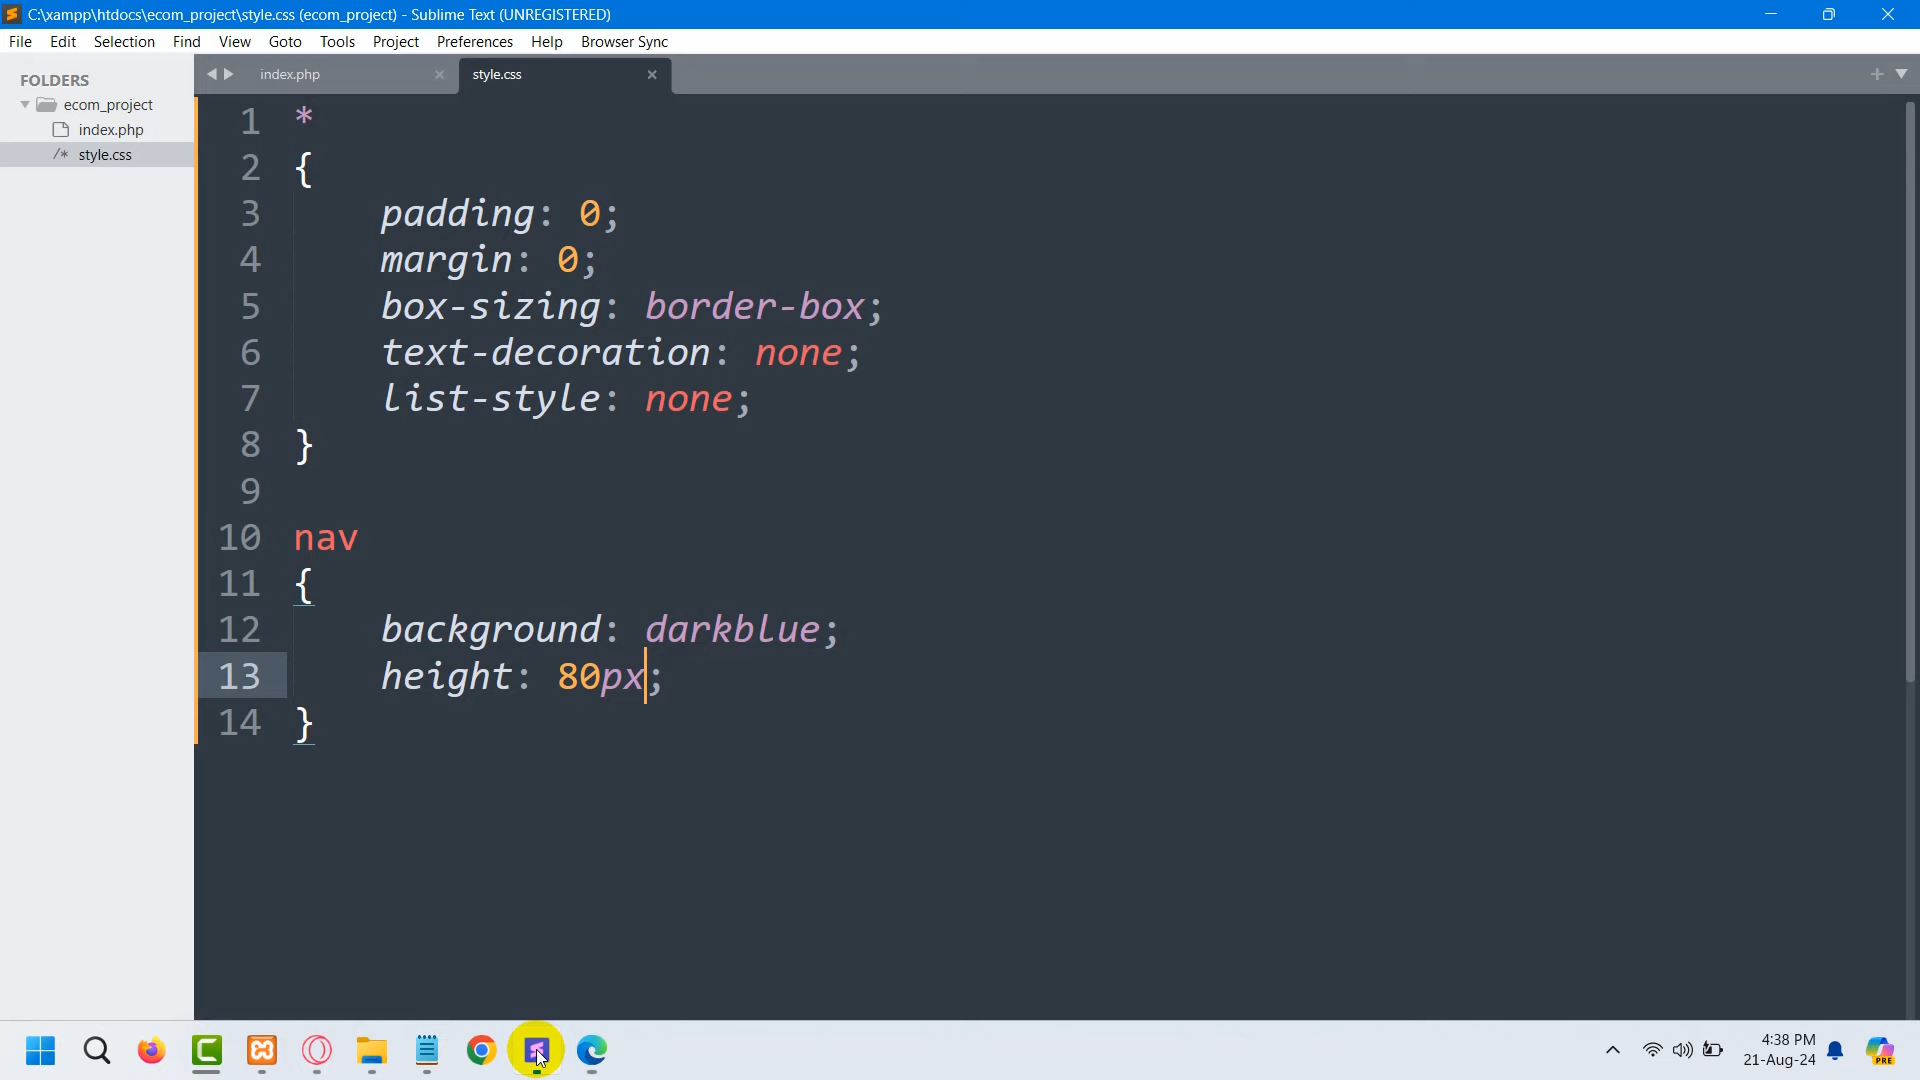 C:\xampp\htdocs\ecom_project\style.css (ecom_project) - Sublime Text (UNREGISTERED)
File Edit Selection Find View Goto Tools Project Preferences Help Browser Sync
FOLDERS
ecom_project
index.php
/* style.css
index.php style.css
1 *
2 {
3 padding: 0;
4 margin: 0;
5 box-sizing: border-box;
6 text-decoration: none;
7 list-style: none;
8 }
9
10 nav
11 {
12 background: darkblue;
13 height: 80px;
14 }
4:38 PM
21-Aug-24
PRE